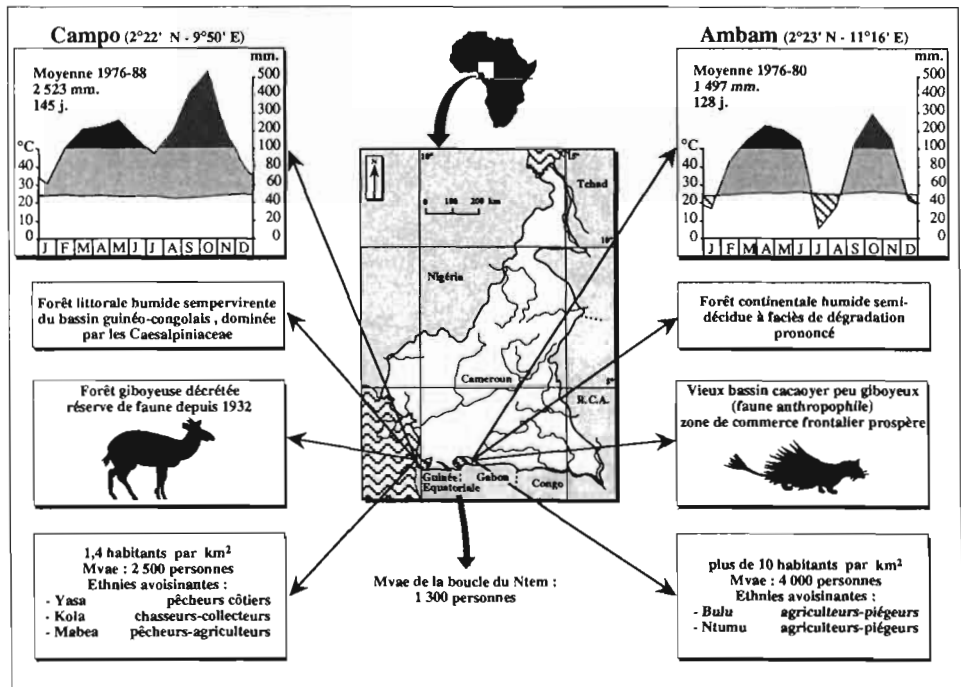 Campo (2°22' N - 9°50' E)
Moyenne 1976-88
2 523 mm.
145 j.
mm.
500
400
300
200
100
80
60
40
20
0
°C
40
30
20
10
0
J F M A M J J A S O N D
Ambam (2°23' N - 11°16' E)
Moyenne 1976-80
1 497 mm.
128 j.
mm.
500
400
300
200
100
80
60
40
20
0
°C
40
30
20
10
0
J F M A M J J A S O N D
N
10°
15°
0 100 200 km
Tchad
10°
Nigéria
Cameroun
5°
R.C.A.
Guinée
Equatoriale
Gabon
Congo
Forêt littorale humide sempervirente
du bassin guinéo-congolais , dominée
par les Caesalpiniaceae
Forêt giboyeuse décrétée
réserve de faune depuis 1932
1,4 habitants par km²
Mvae : 2 500 personnes
Ethnies avoisinantes :
- Yasa pêcheurs côtiers
- Kola chasseurs-collecteurs
- Mabea pêcheurs-agriculteurs
Mvae de la boucle du Ntem :
1 300 personnes
Forêt continentale humide semi-
décidue à faciès de dégradation
prononcé
Vieux bassin cacaoyer peu giboyeux
(faune anthropophile)
zone de commerce frontalier prospère
plus de 10 habitants par km²
Mvae : 4 000 personnes
Ethnies avoisinantes :
- Bulu agriculteurs-piégeurs
- Ntumu agriculteurs-piégeurs